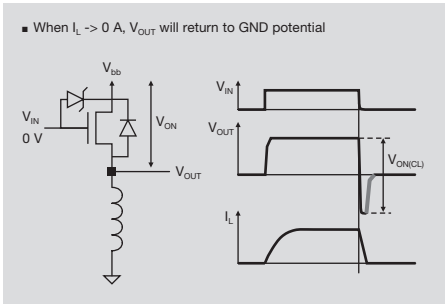 ■ When I_L -> 0 A, V_OUT will return to GND potential
V_bb
V_IN
0 V
V_ON
V_OUT
V_IN
V_OUT
V_ON(CL)
I_L